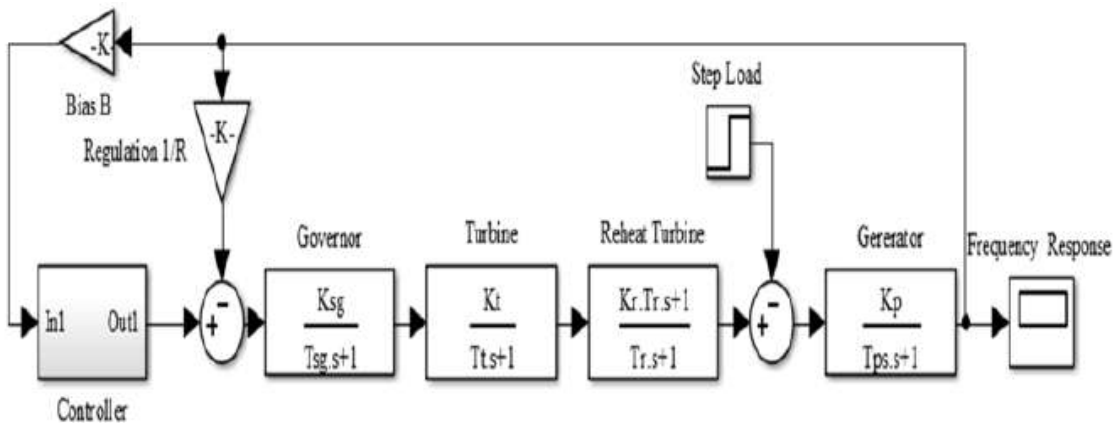 -K-
Bias B
Step Load
-K-
Regulation 1/R
Governor
Turbine
Reheat Turbine
Gererator
Frequency Response
In1 Out1
+
-
Ksg
Tsg.s+1
Kt
Tt.s+1
Kr.Tr.s+1
Tr.s+1
-
Kp
Tps.s+1
Controller